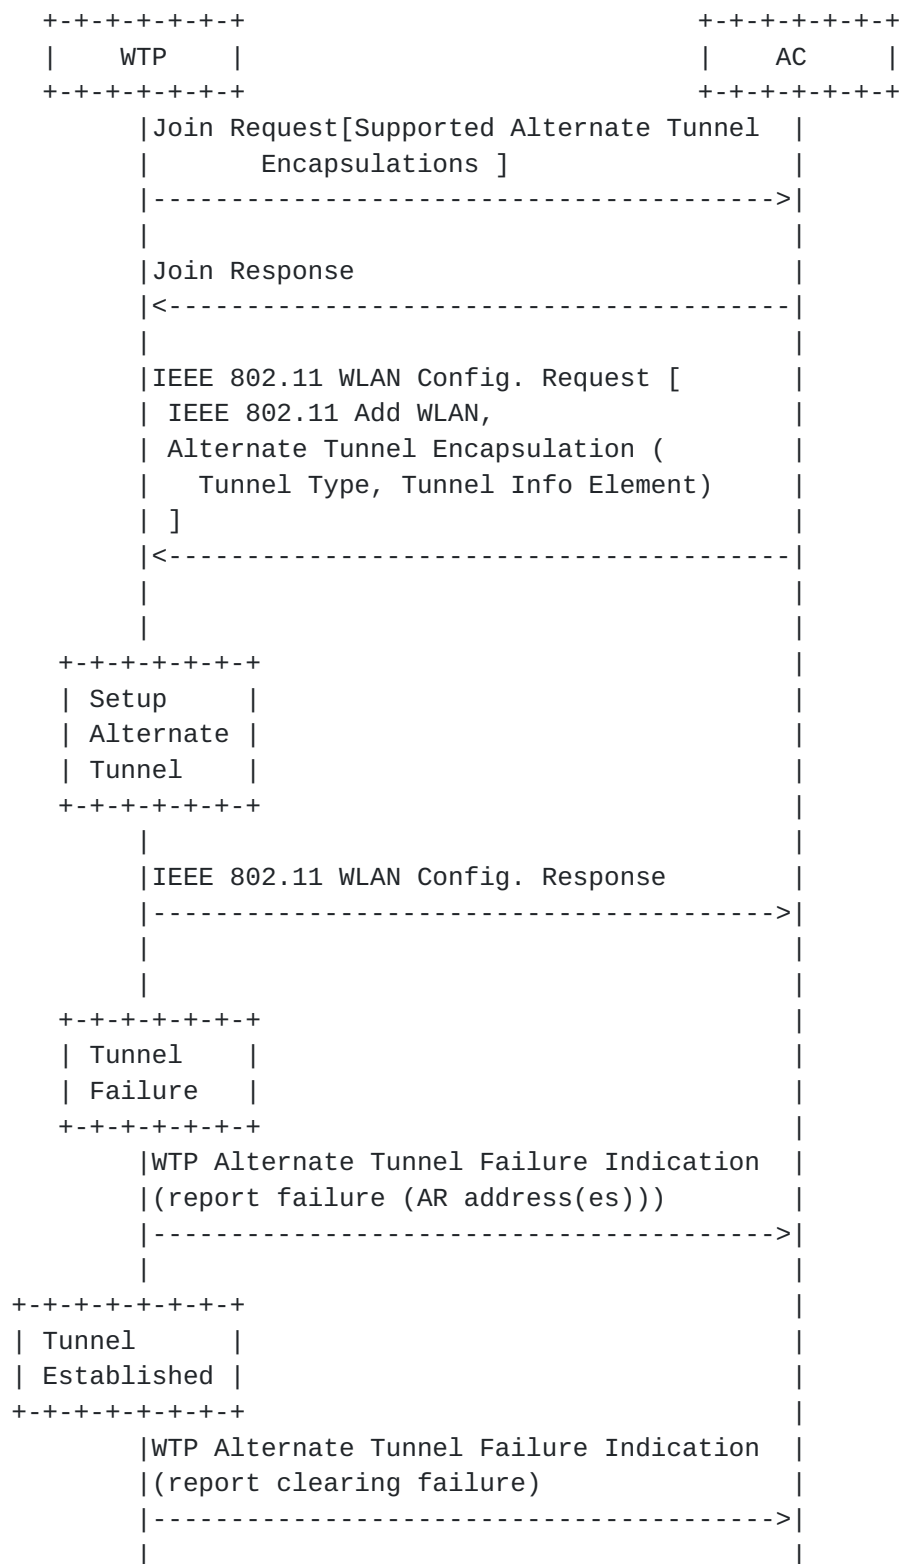 +-+-+-+-+-+-+                             +-+-+-+-+-+-+
|    WTP    |                             |    AC     |
+-+-+-+-+-+-+                             +-+-+-+-+-+-+
      |Join Request[Supported Alternate Tunnel  |
      |       Encapsulations ]                  |
      |---------------------------------------->|
      |                                         |
      |Join Response                            |
      |<----------------------------------------|
      |                                         |
      |IEEE 802.11 WLAN Config. Request [       |
      | IEEE 802.11 Add WLAN,                   |
      | Alternate Tunnel Encapsulation (        |
      |   Tunnel Type, Tunnel Info Element)     |
      | ]                                       |
      |<----------------------------------------|
      |                                         |
      |                                         |
 +-+-+-+-+-+-+                                  |
 | Setup     |                                  |
 | Alternate |                                  |
 | Tunnel    |                                  |
 +-+-+-+-+-+-+                                  |
      |                                         |
      |IEEE 802.11 WLAN Config. Response        |
      |---------------------------------------->|
      |                                         |
      |                                         |
 +-+-+-+-+-+-+                                  |
 | Tunnel    |                                  |
 | Failure   |                                  |
 +-+-+-+-+-+-+                                  |
      |WTP Alternate Tunnel Failure Indication  |
      |(report failure (AR address(es)))        |
      |---------------------------------------->|
      |                                         |
+-+-+-+-+-+-+-+                                 |
| Tunnel      |                                 |
| Established |                                 |
+-+-+-+-+-+-+-+                                 |
      |WTP Alternate Tunnel Failure Indication  |
      |(report clearing failure)                |
      |---------------------------------------->|
      |                                         |